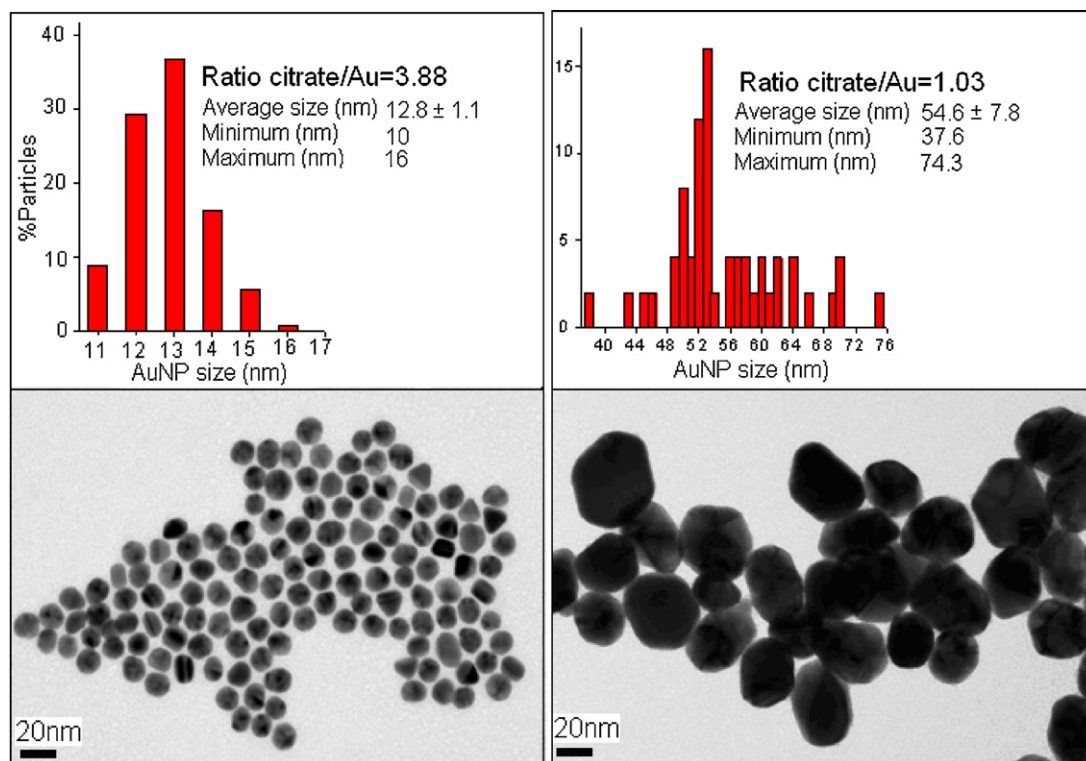 40
30
20
10
0
%Particles
Ratio citrate/Au=3.88
Average size (nm) 12.8 ± 1.1
Minimum (nm) 10
Maximum (nm) 16
11 12 13 14 15 16 17
AuNP size (nm)
20nm
15
10
5
0
Ratio citrate/Au=1.03
Average size (nm) 54.6 ± 7.8
Minimum (nm) 37.6
Maximum (nm) 74.3
40 44 48 52 56 60 64 68 72 76
AuNP size (nm)
20nm